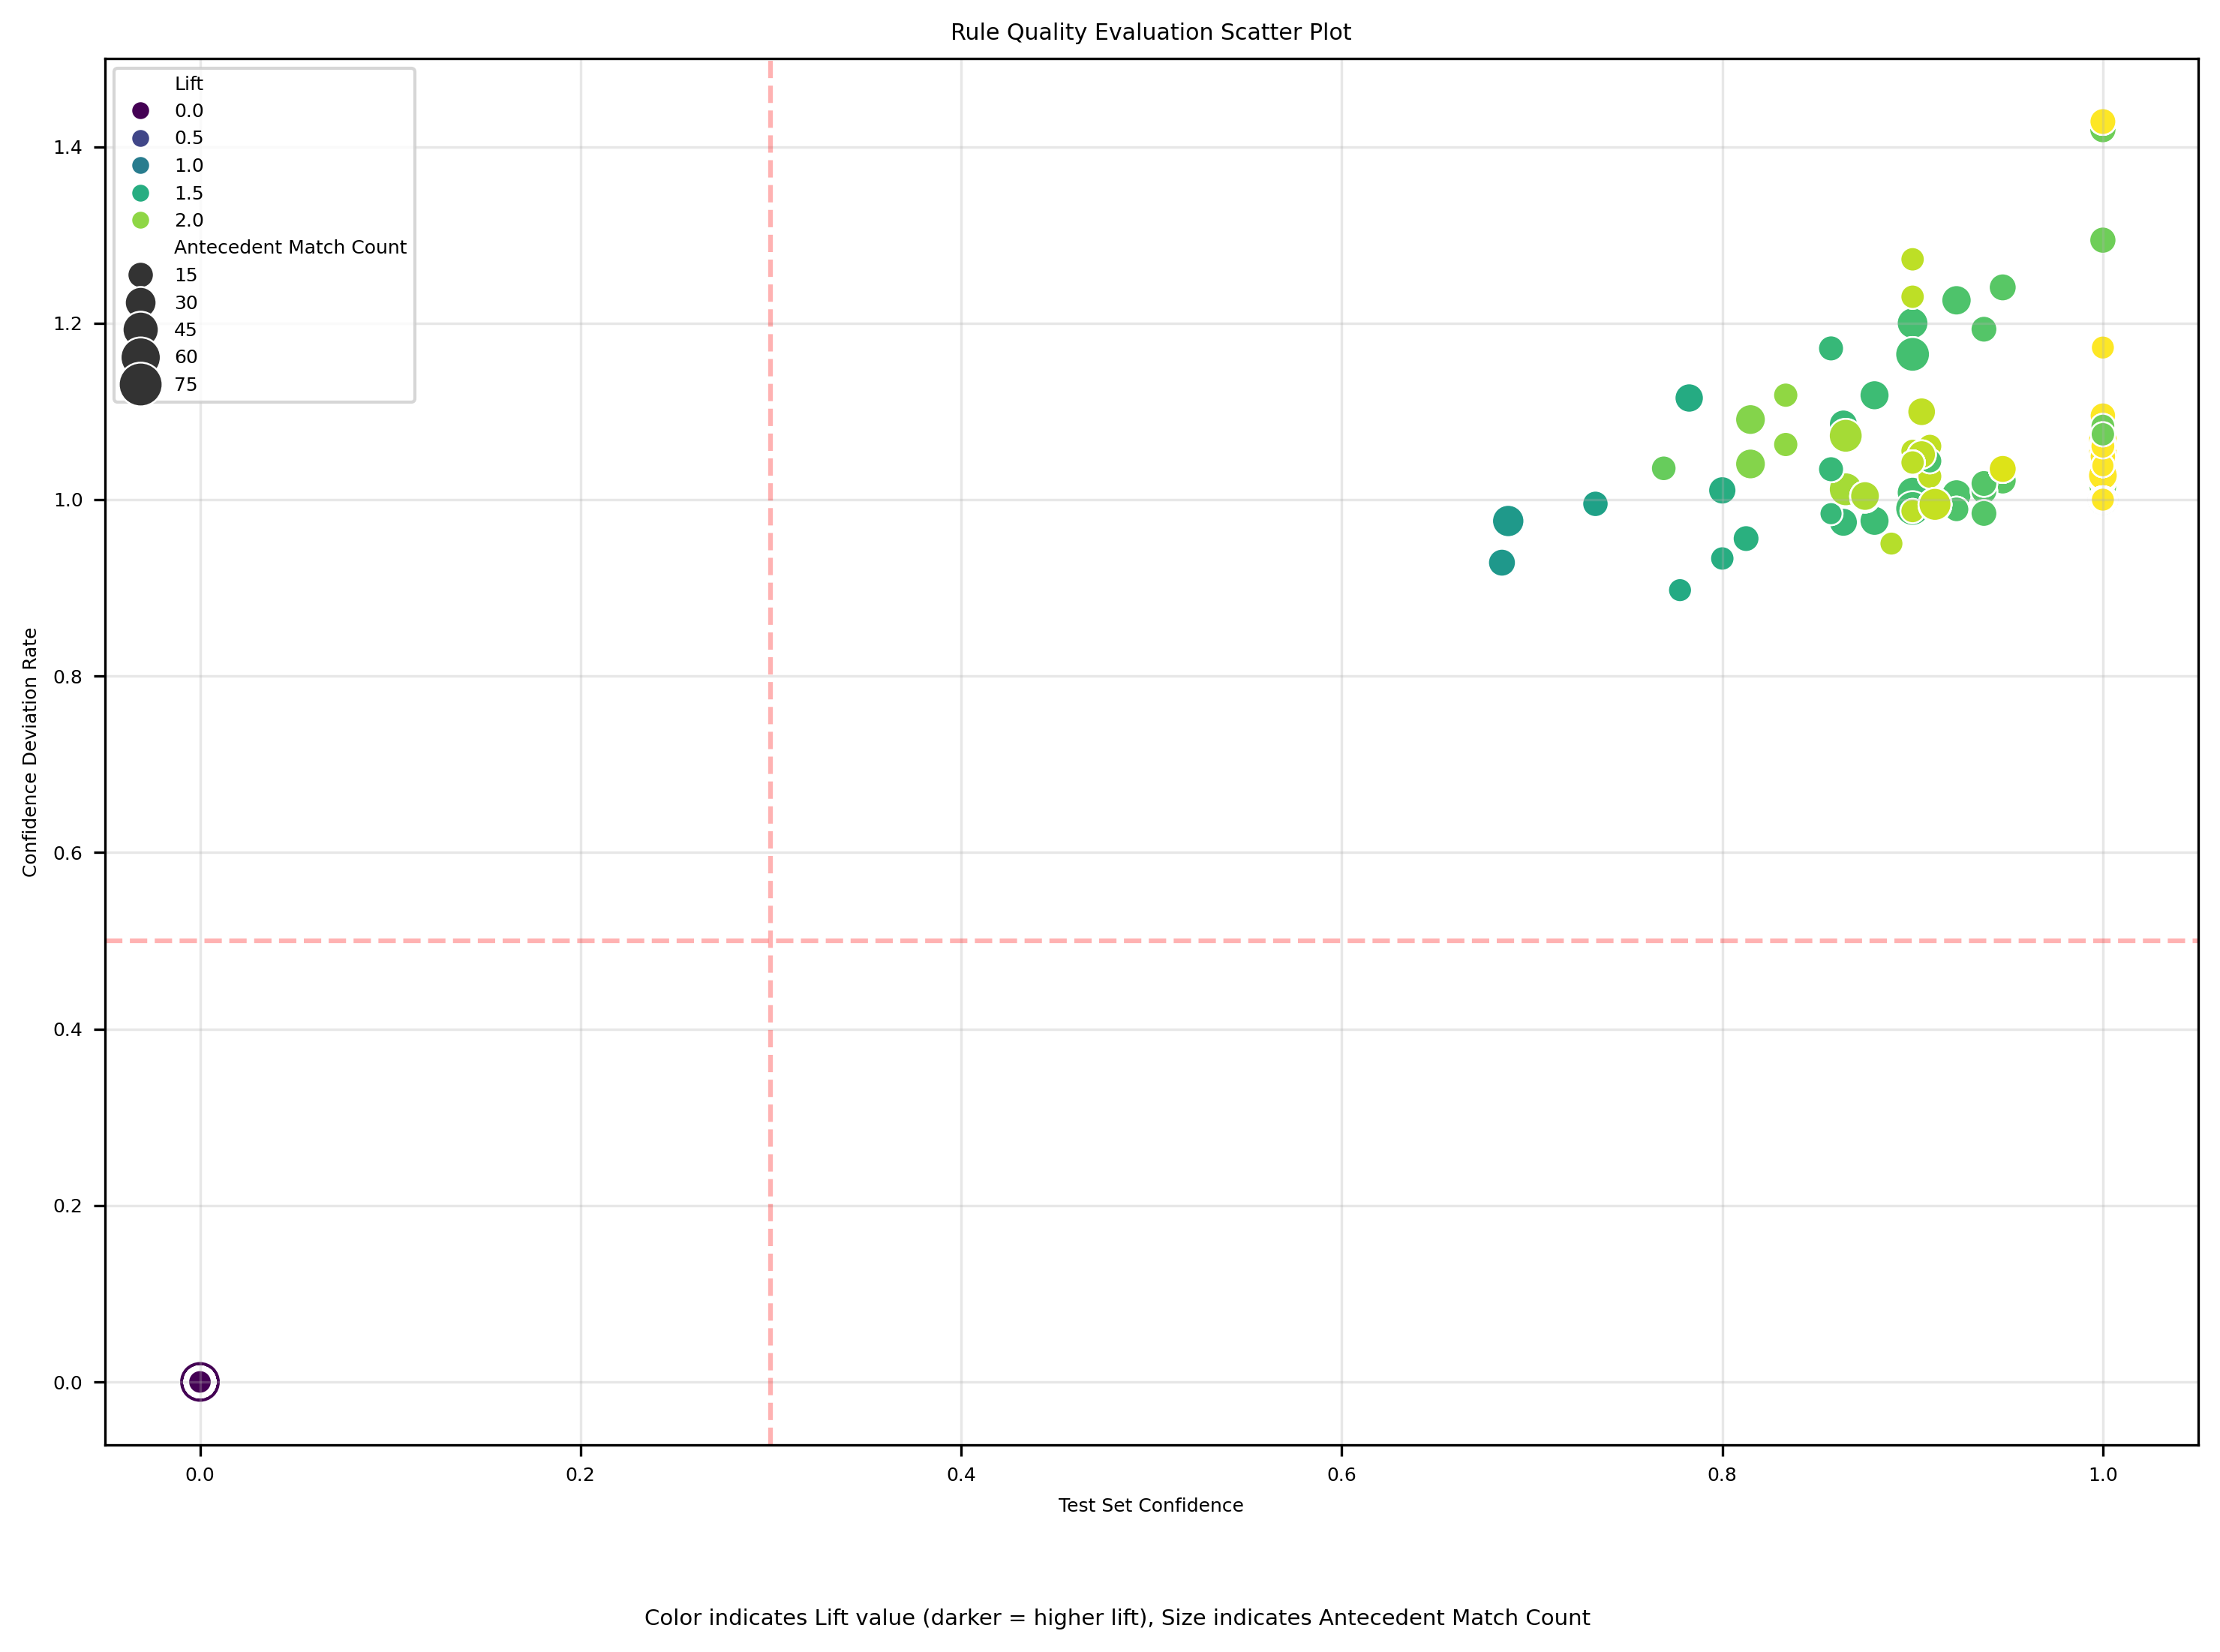 Rule Quality Evaluation Scatter Plot
Lift
0.0
0.5
1.0
1.5
2.0
Antecedent Match Count
15
30
45
60
75
1.4
1.2
1.0
0.8
0.6
0.4
0.2
0.0
Confidence Deviation Rate
0.0 0.2 0.4 0.6 0.8 1.0
Test Set Confidence
Color indicates Lift value (darker = higher lift), Size indicates Antecedent Match Count